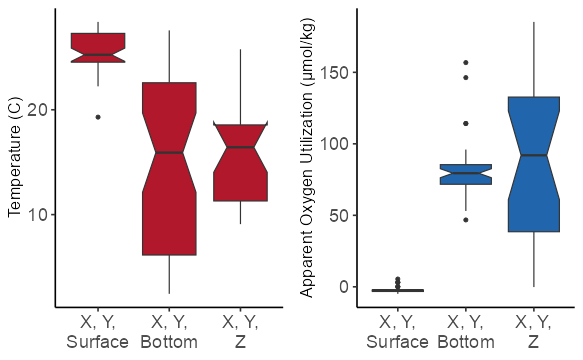 Temperature (C)
20
10
X, Y,
Surface
X, Y,
Bottom
X, Y,
Z
Apparent Oxygen Utilization (μmol/kg)
150
100
50
0
X, Y,
Surface
X, Y,
Bottom
X, Y,
Z